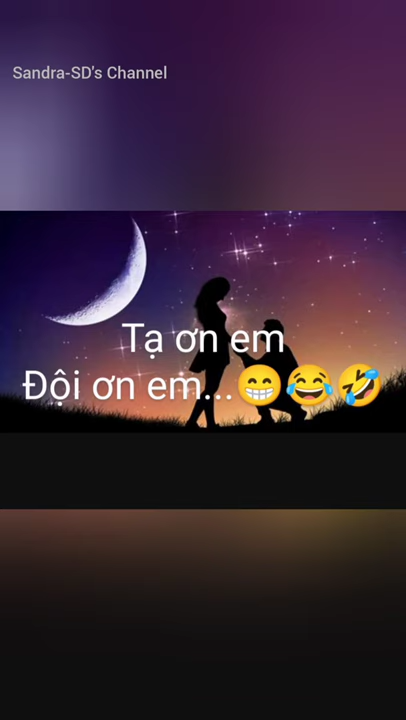 Sandra-SD's Channel
Tạ ơn em
Đội ơn em...😁😂🤣